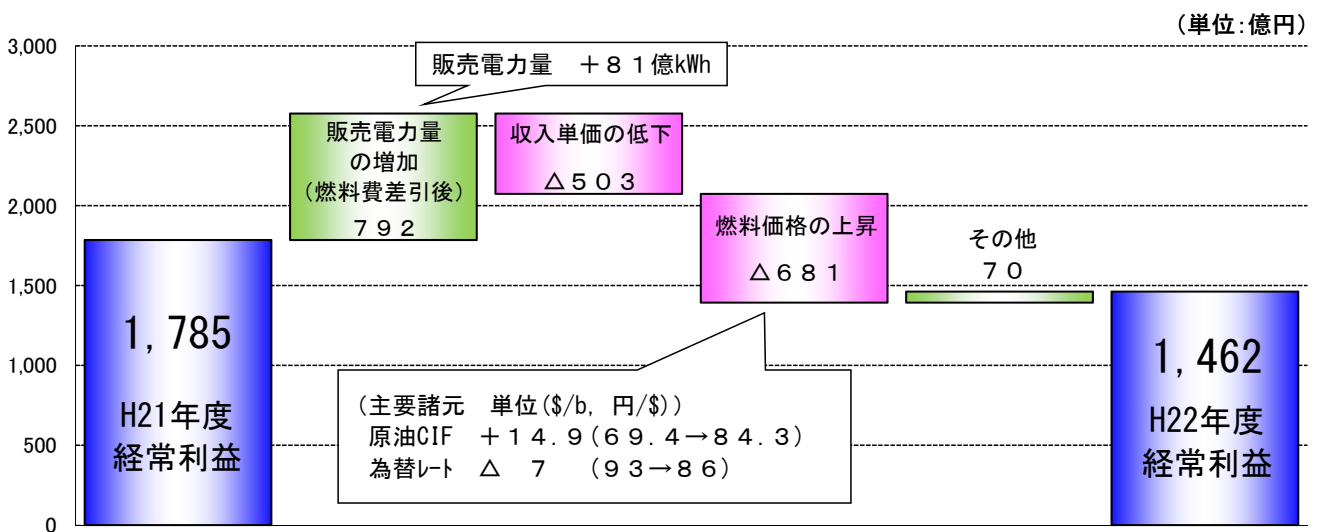 (単位:億円)
3,000
2,500
2,000
1,500
1,000
500
0
販売電力量　＋８１億kWh
販売電力量
の増加
(燃料費差引後)
７９２
収入単価の低下
△５０３
燃料価格の上昇
△６８１
その他
７０
1,785
H21年度
経常利益
(主要諸元　単位($/b, 円/$))
原油CIF　＋１４.９(６９.４→８４.３)
為替ﾚｰﾄ　△　７　(９３→８６)
1,462
H22年度
経常利益